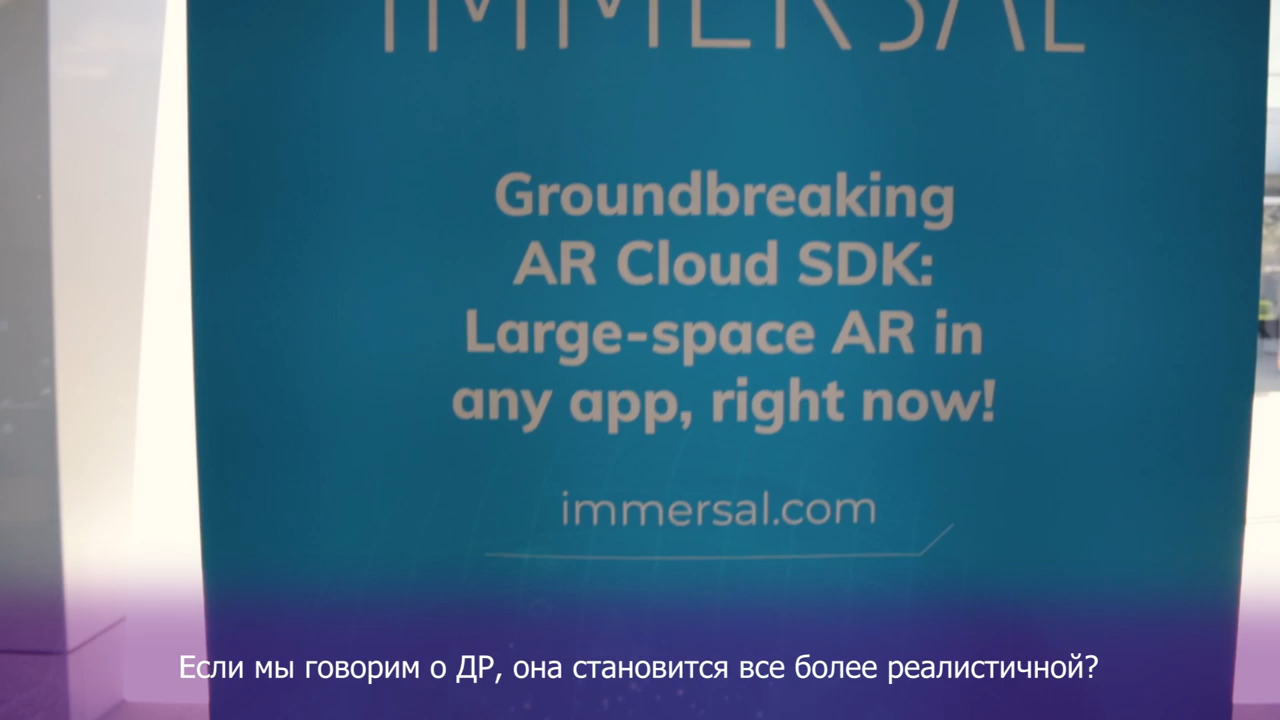 IMMERSAL
Groundbreaking
AR Cloud SDK:
Large-space AR in
any app, right now!
immersal.com
Если мы говорим о ДР, она становится все более реалистичной?